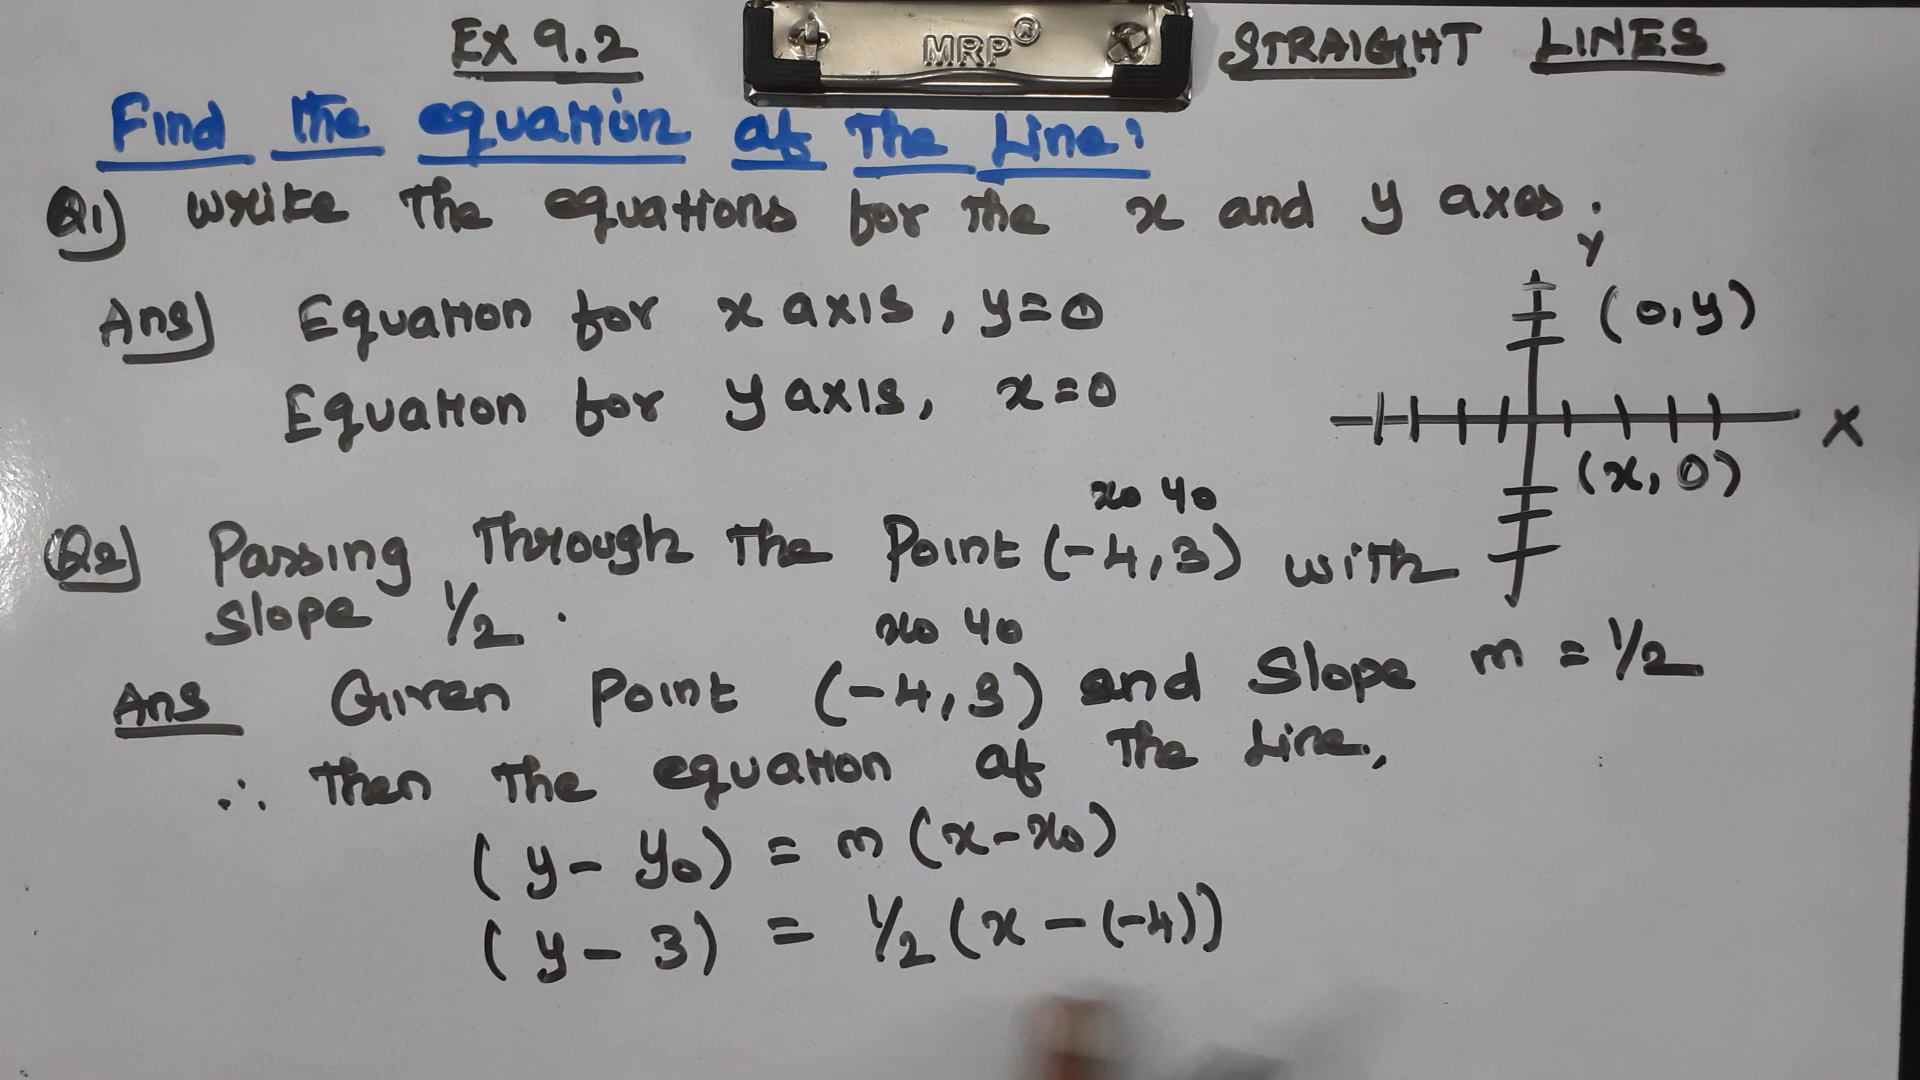 EX 9.2
MRP®
STRAIGHT LINES
Find the equation of The Line:
Q1) write The equations for The x and y axes.
Y
Ans) Equation for x axis, y=0
(0,y)
Equation for y axis, x=0
X
(x,0)
x0 y0
Q2) Passing Through The Point (-4,3) with
slope 1/2.
x0 y0
Ans Given Point (-4,3) and Slope m = 1/2
∴ Then The equation of The Line,
(y-y0) = m(x-x0)
(y-3) = 1/2(x-(-4))